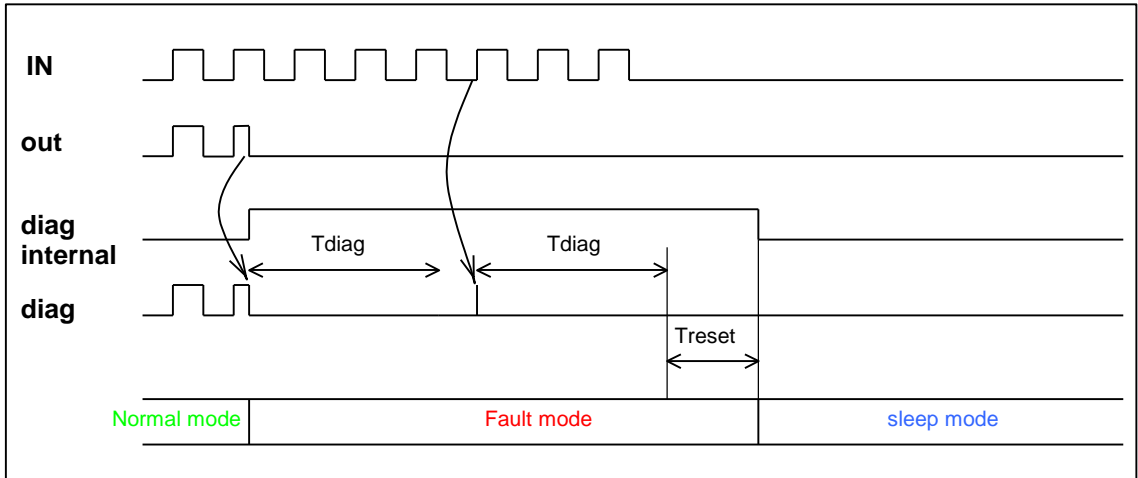 IN
out
diag
internal
Tdiag
Tdiag
diag
Treset
Normal mode
Fault mode
sleep mode